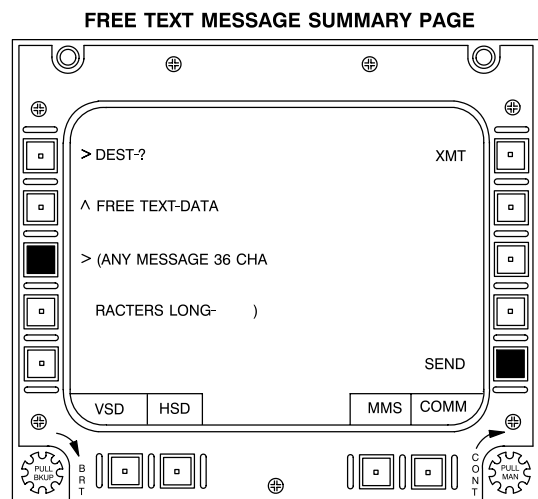 FREE TEXT MESSAGE SUMMARY PAGE
> DEST-? XMT
^ FREE TEXT-DATA
> (ANY MESSAGE 36 CHA
RACTERS LONG- )
SEND
VSD HSD MMS COMM
PULL BKUP
BRT
CONT
PULL MAN